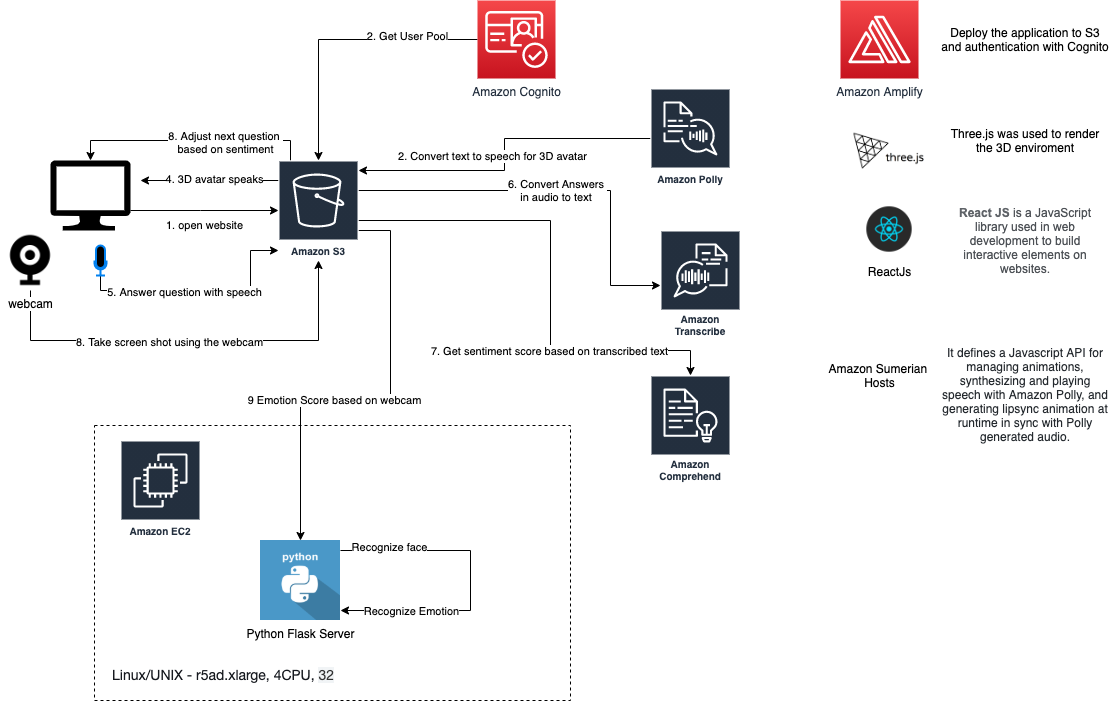 2. Get User Pool
Amazon Cognito
Amazon Amplify
Deploy the application to S3
and authentication with Cognito
8. Adjust next question
based on sentiment
2. Convert text to speech for 3D avatar
Amazon Polly
three.js
Three.js was used to render
the 3D enviroment
4. 3D avatar speaks
6. Convert Answers
in audio to text
1. open website
Amazon S3
React JS is a JavaScript
library used in web
development to build
interactive elements on
websites.
ReactJs
webcam
5. Answer question with speech
Amazon
Transcribe
8. Take screen shot using the webcam
7. Get sentiment score based on transcribed text
Amazon Sumerian
Hosts
It defines a Javascript API for
managing animations,
synthesizing and playing
speech with Amazon Polly, and
generating lipsync animation at
runtime in sync with Polly
generated audio.
9 Emotion Score based on webcam
Amazon
Comprehend
Amazon EC2
python
Recognize face
Recognize Emotion
Python Flask Server
Linux/UNIX - r5ad.xlarge, 4CPU, 32